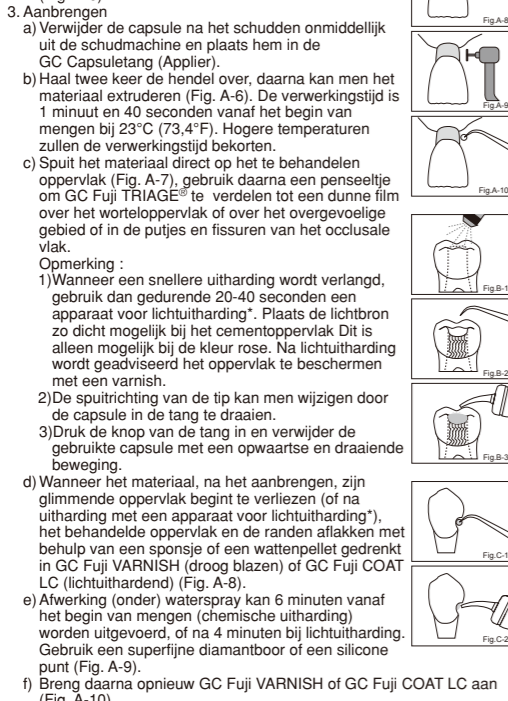 3. Aanbrengen
a) Verwijder de capsule na het schudden onmiddellijk
uit de schudmachine en plaats hem in de
GC Capsuletang (Applier).
b) Haal twee keer de hendel over, daarna kan men het
materiaal extruderen (Fig. A-6). De verwerkingstijd is
1 minuut en 40 seconden vanaf het begin van
mengen bij 23°C (73,4°F). Hogere temperaturen
zullen de verwerkingstijd bekorten.
c) Spuit het materiaal direct op het te behandelen
oppervlak (Fig. A-7), gebruik daarna een penseeltje
om GC Fuji TRIAGE® te verdelen tot een dunne film
over het worteloppervlak of over het overgevoelige
gebied of in de putjes en fissuren van het occlusale
vlak.
Opmerking :
1)Wanneer een snellere uitharding wordt verlangd,
gebruik dan gedurende 20-40 seconden een
apparaat voor lichtuitharding*. Plaats de lichtbron
zo dicht mogelijk bij het cementoppervlak Dit is
alleen mogelijk bij de kleur rose. Na lichtuitharding
wordt geadviseerd het oppervlak te beschermen
met een varnish.
2)De spuitrichting van de tip kan men wijzigen door
de capsule in de tang te draaien.
3)Druk de knop van de tang in en verwijder de
gebruikte capsule met een opwaartse en draaiende
beweging.
d) Wanneer het materiaal, na het aanbrengen, zijn
glimmende oppervlak begint te verliezen (of na
uitharding met een apparaat voor lichtuitharding*),
het behandelde oppervlak en de randen aflakken met
behulp van een sponsje of een wattenpellet gedrenkt
in GC Fuji VARNISH (droog blazen) of GC Fuji COAT
LC (lichtuithardend) (Fig. A-8).
e) Afwerking (onder) waterspray kan 6 minuten vanaf
het begin van mengen (chemische uitharding)
worden uitgevoerd, of na 4 minuten bij lichtuitharding.
Gebruik een superfijne diamantboor of een silicone
punt (Fig. A-9).
f) Breng daarna opnieuw GC Fuji VARNISH of GC Fuji COAT LC aan
(Fig. A-10)
Fig.A-8
Fig.A-9
Fig.A-10
Fig.B-1
Fig.B-2
Fig.B-3
Fig.C-1
Fig.C-2